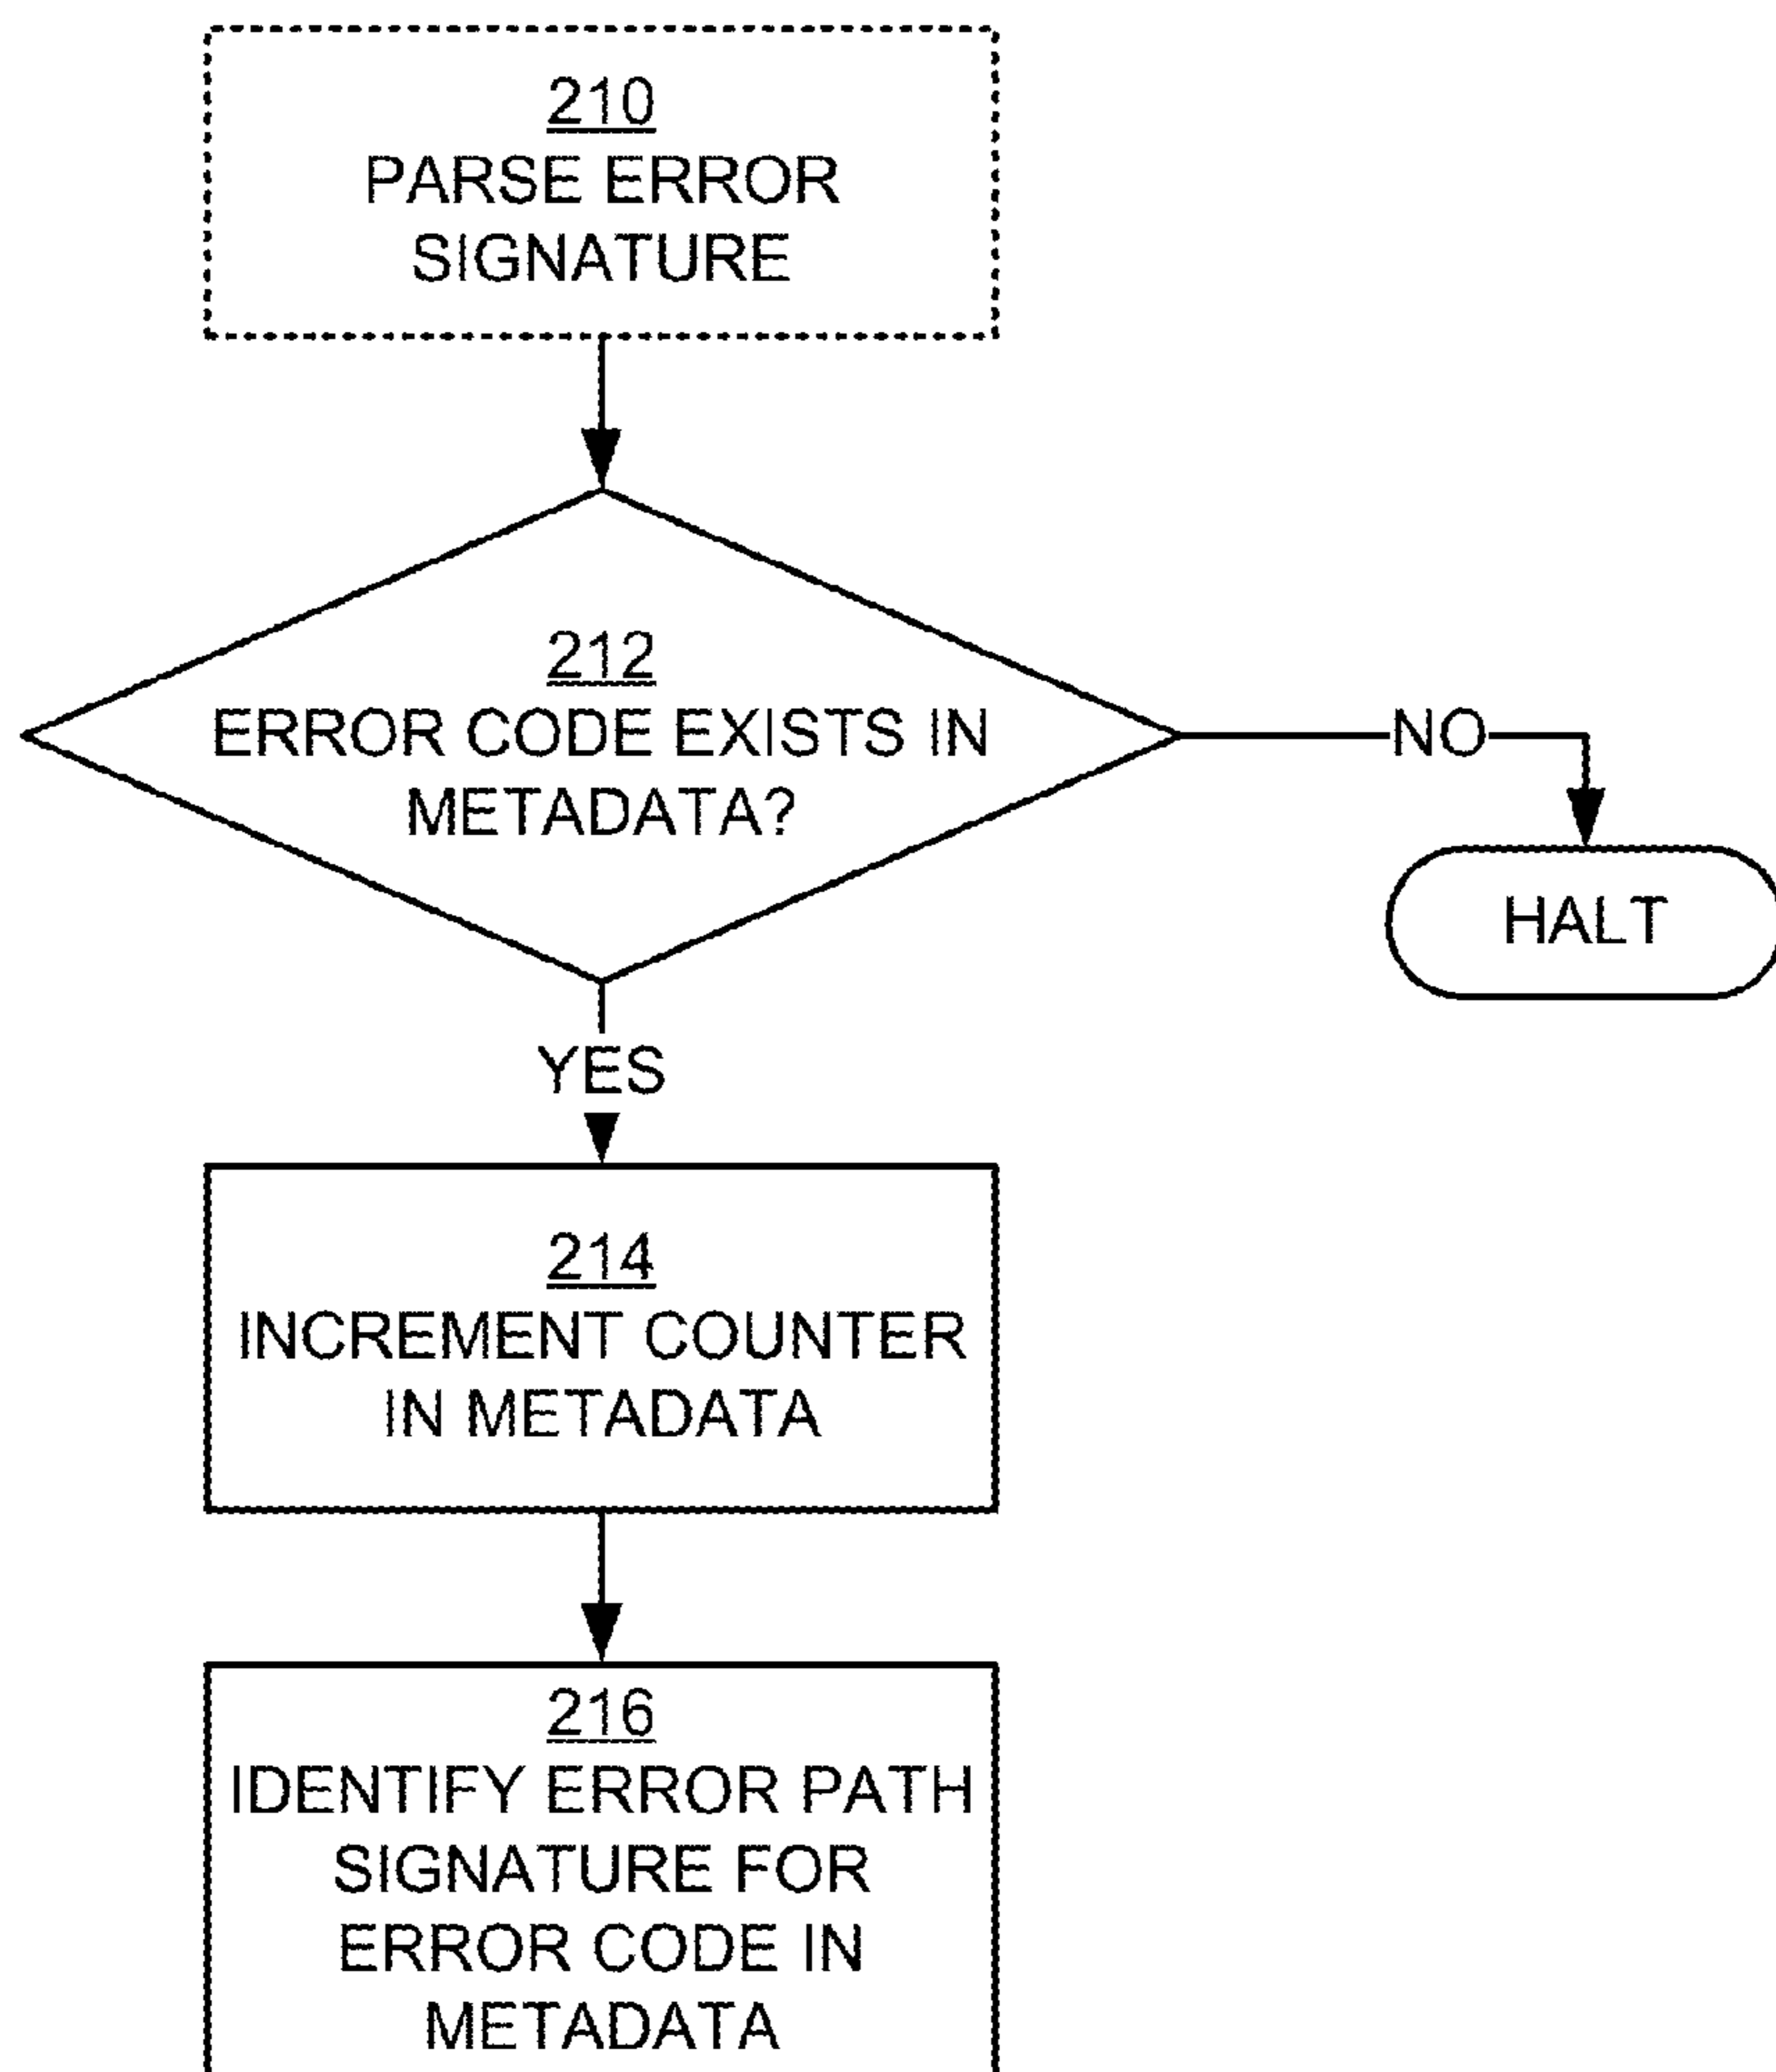 210
PARSE ERROR
SIGNATURE
212
ERROR CODE EXISTS IN
METADATA?
NO
HALT
YES
214
INCREMENT COUNTER
IN METADATA
216
IDENTIFY ERROR PATH
SIGNATURE FOR
ERROR CODE IN
METADATA